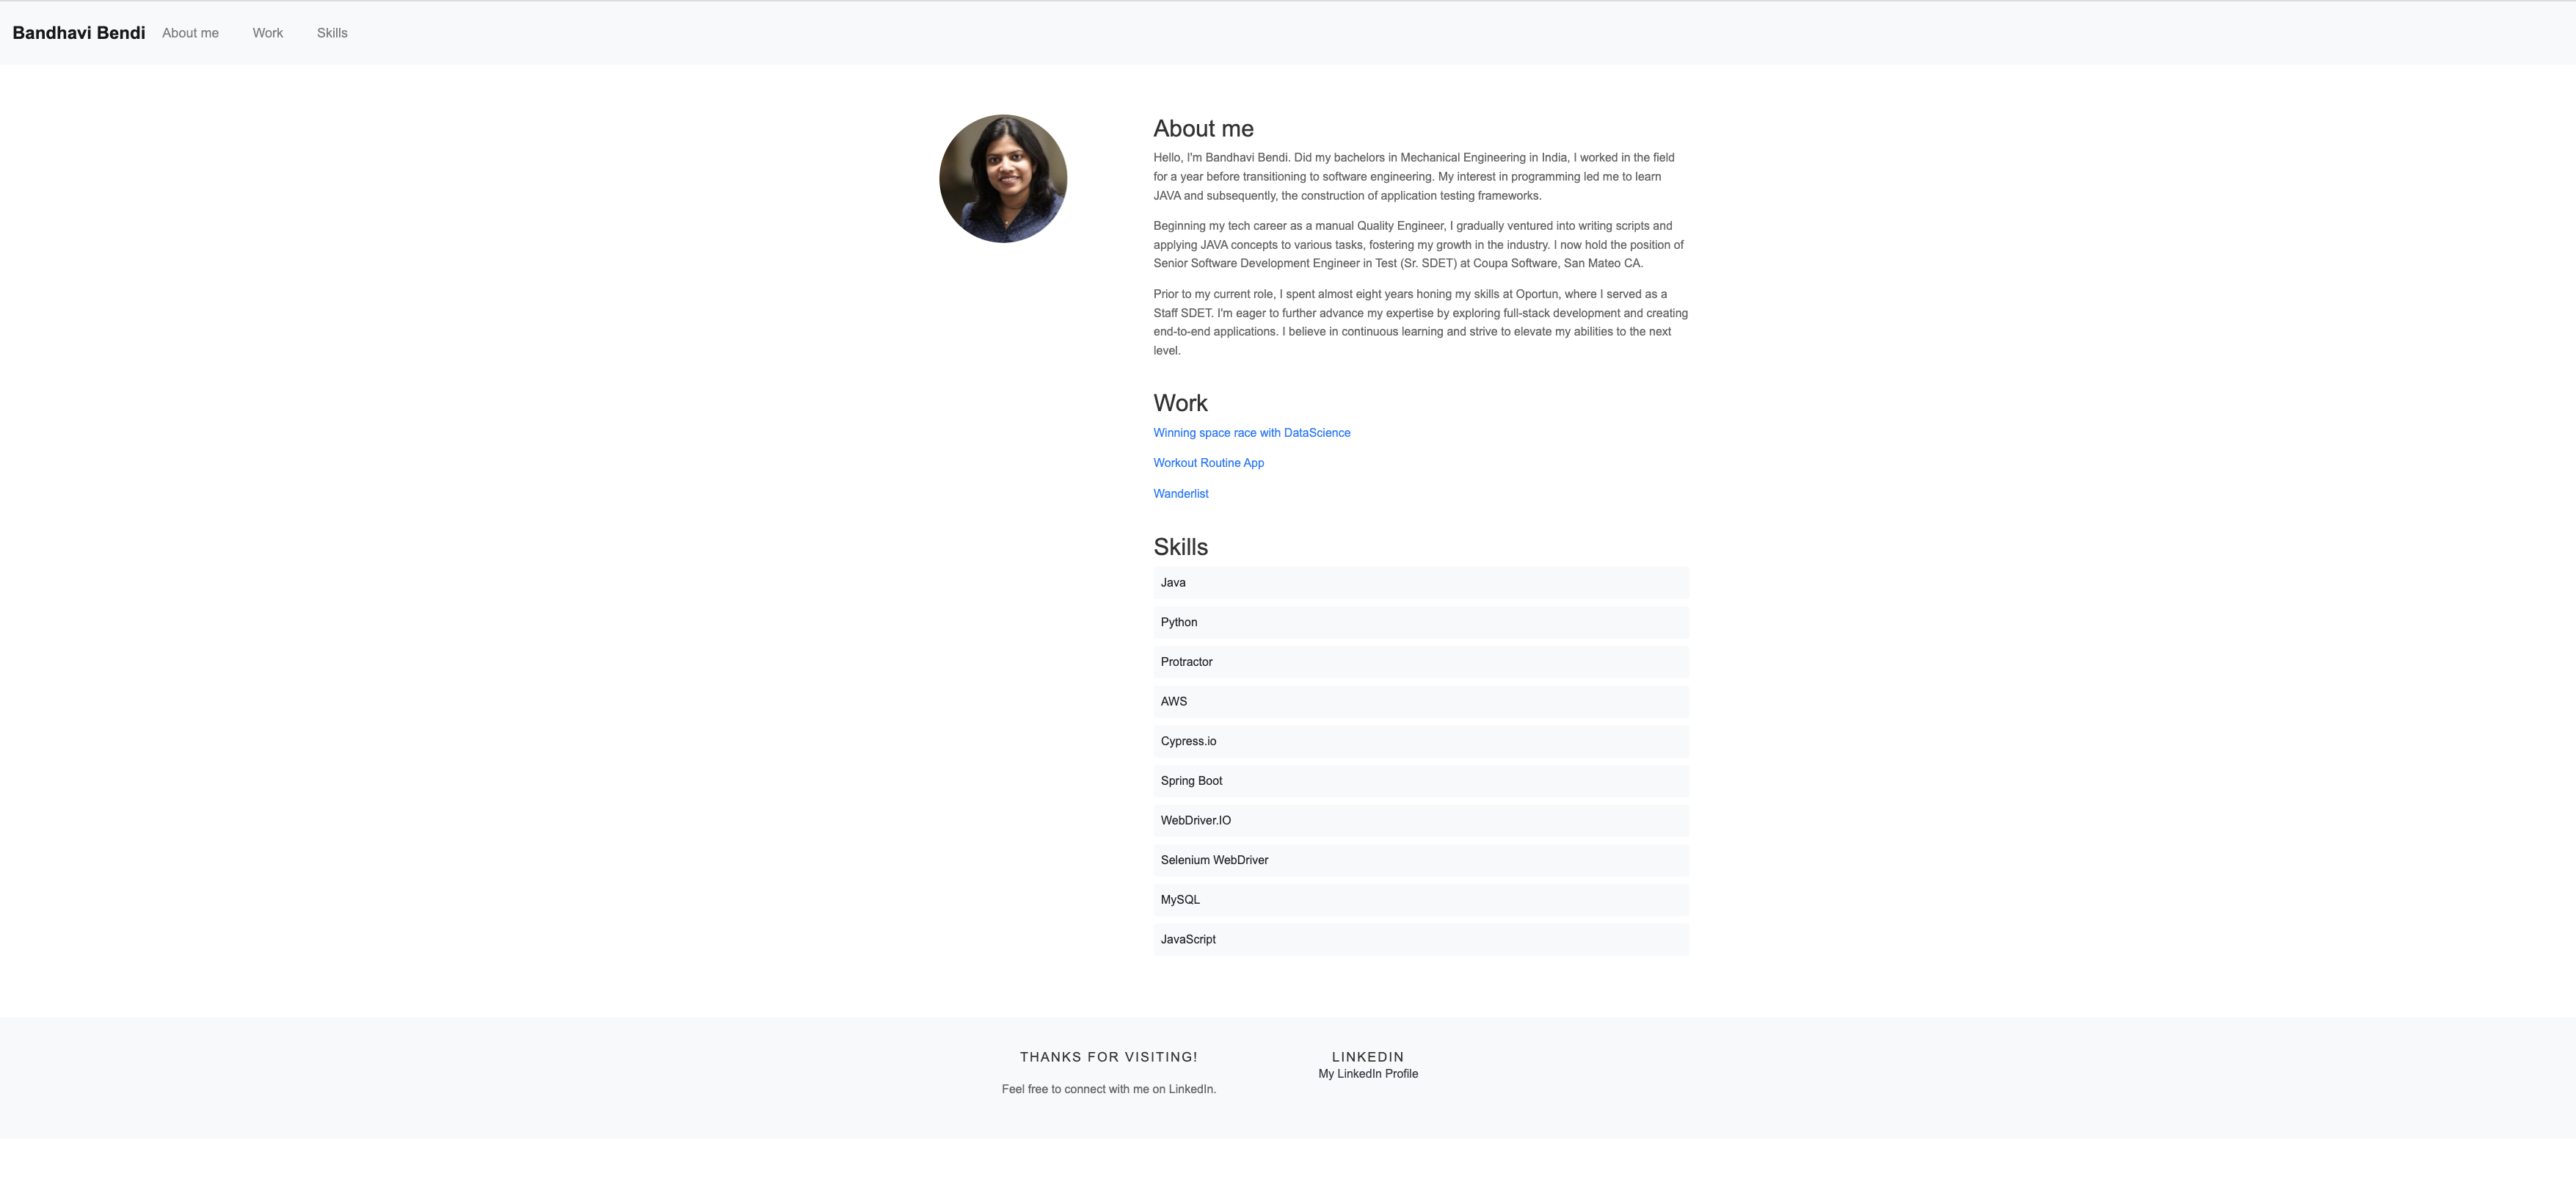 Bandhavi Bendi About me Work Skills
About me
Hello, I'm Bandhavi Bendi. Did my bachelors in Mechanical Engineering in India, I worked in the field
for a year before transitioning to software engineering. My interest in programming led me to learn
JAVA and subsequently, the construction of application testing frameworks.
Beginning my tech career as a manual Quality Engineer, I gradually ventured into writing scripts and
applying JAVA concepts to various tasks, fostering my growth in the industry. I now hold the position of
Senior Software Development Engineer in Test (Sr. SDET) at Coupa Software, San Mateo CA.
Prior to my current role, I spent almost eight years honing my skills at Oportun, where I served as a
Staff SDET. I'm eager to further advance my expertise by exploring full-stack development and creating
end-to-end applications. I believe in continuous learning and strive to elevate my abilities to the next
level.
Work
Winning space race with DataScience
Workout Routine App
Wanderlist
Skills
Java
Python
Protractor
AWS
Cypress.io
Spring Boot
WebDriver.IO
Selenium WebDriver
MySQL
JavaScript
THANKS FOR VISITING!
Feel free to connect with me on LinkedIn.
LINKEDIN
My LinkedIn Profile